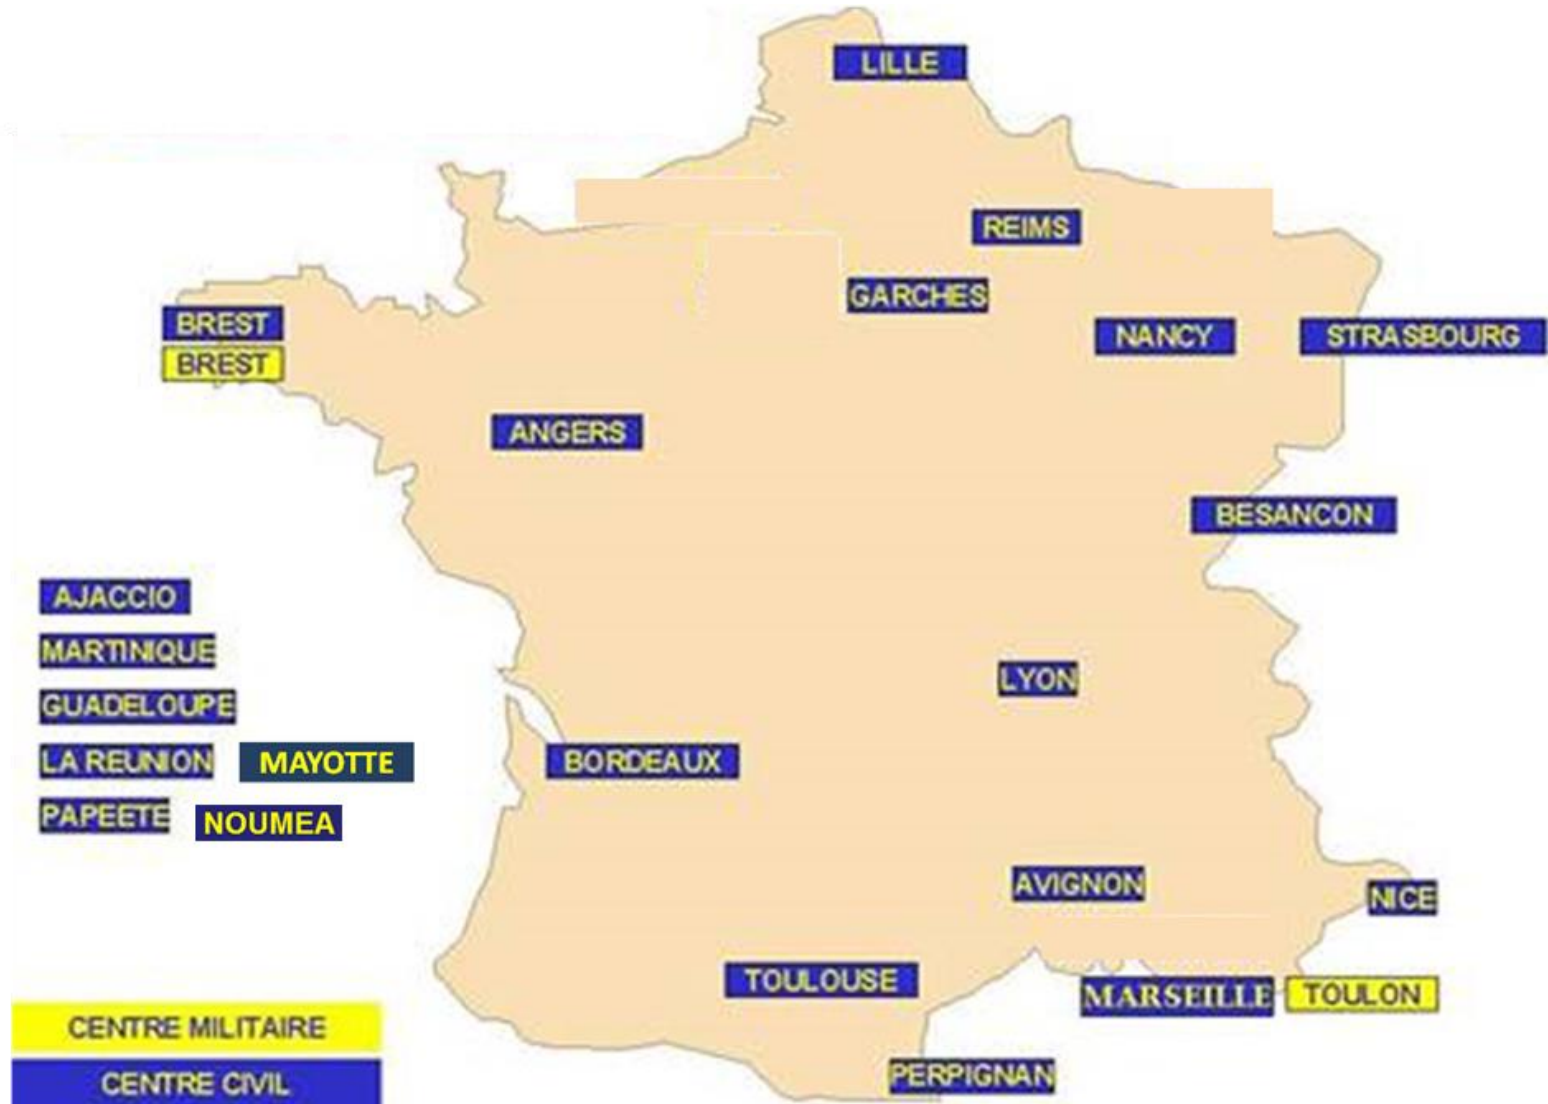 LILLE
REIMS
GARCHES
BREST
NANCY
STRASBOURG
BREST
ANGERS
BESANCON
AJACCIO
MARTINIQUE
LYON
GUADELOUPE
LA REUNION
MAYOTTE
BORDEAUX
PAPEETE
NOUMEA
AVIGNON
NICE
TOULOUSE
MARSEILLE
TOULON
CENTRE MILITAIRE
PERPIGNAN
CENTRE CIVIL